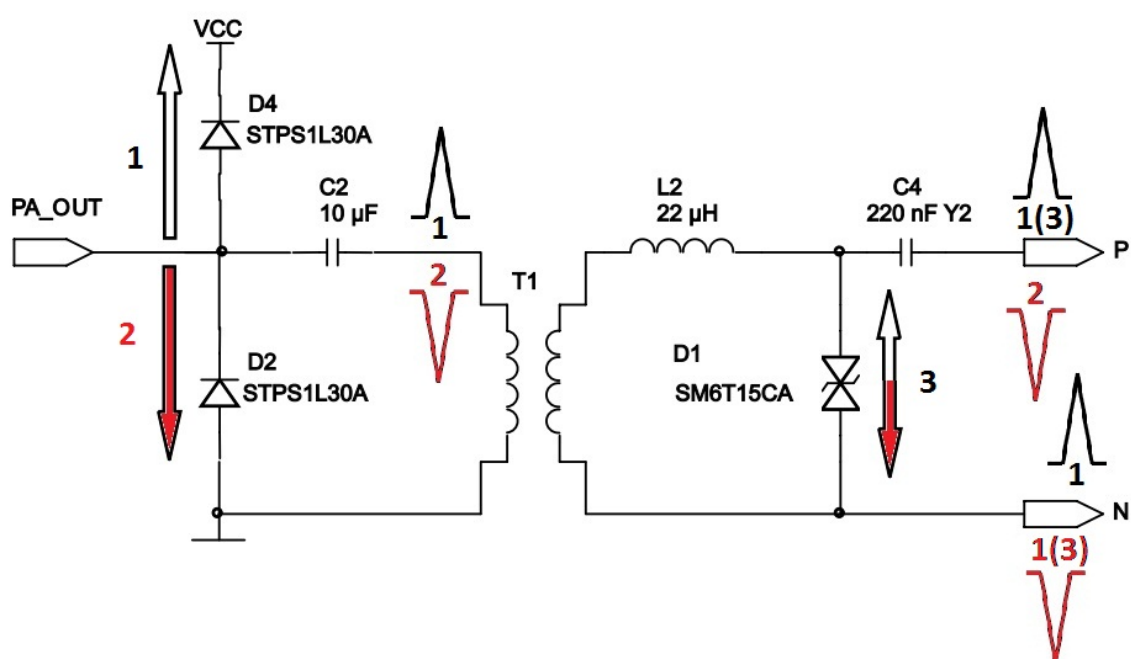 VCC
D4
STPS1L30A
1
PA_OUT
C2
10 µF
1
2
T1
L2
22 µH
C4
220 nF Y2
1(3)
P
2
2
D2
STPS1L30A
D1
SM6T15CA
3
1
N
1(3)